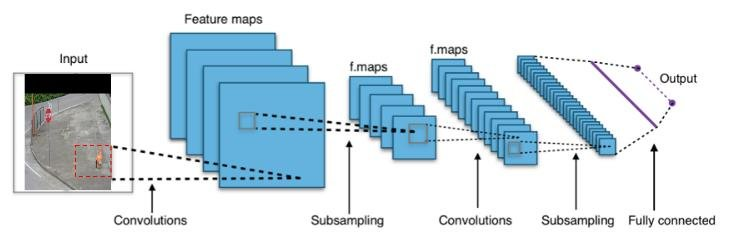 Feature maps
Input
f.maps
f.maps
Output
Convolutions
Subsampling
Convolutions
Subsampling
Fully connected